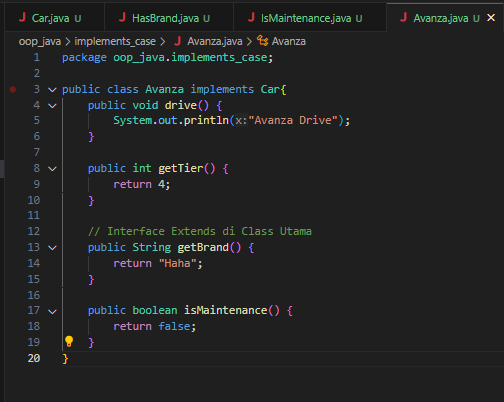 Car.java U HasBrand.java U IsMaintenance.java U Avanza.java U
oop_java > implements_case > Avanza.java > Avanza
1 package oop_java.implements_case;
2
3 public class Avanza implements Car{
4 public void drive() {
5 System.out.println(x:"Avanza Drive");
6 }
7
8 public int getTier() {
9 return 4;
10 }
11
12 // Interface Extends di Class Utama
13 public String getBrand() {
14 return "Haha";
15 }
16
17 public boolean isMaintenance() {
18 return false;
19 }
20 }